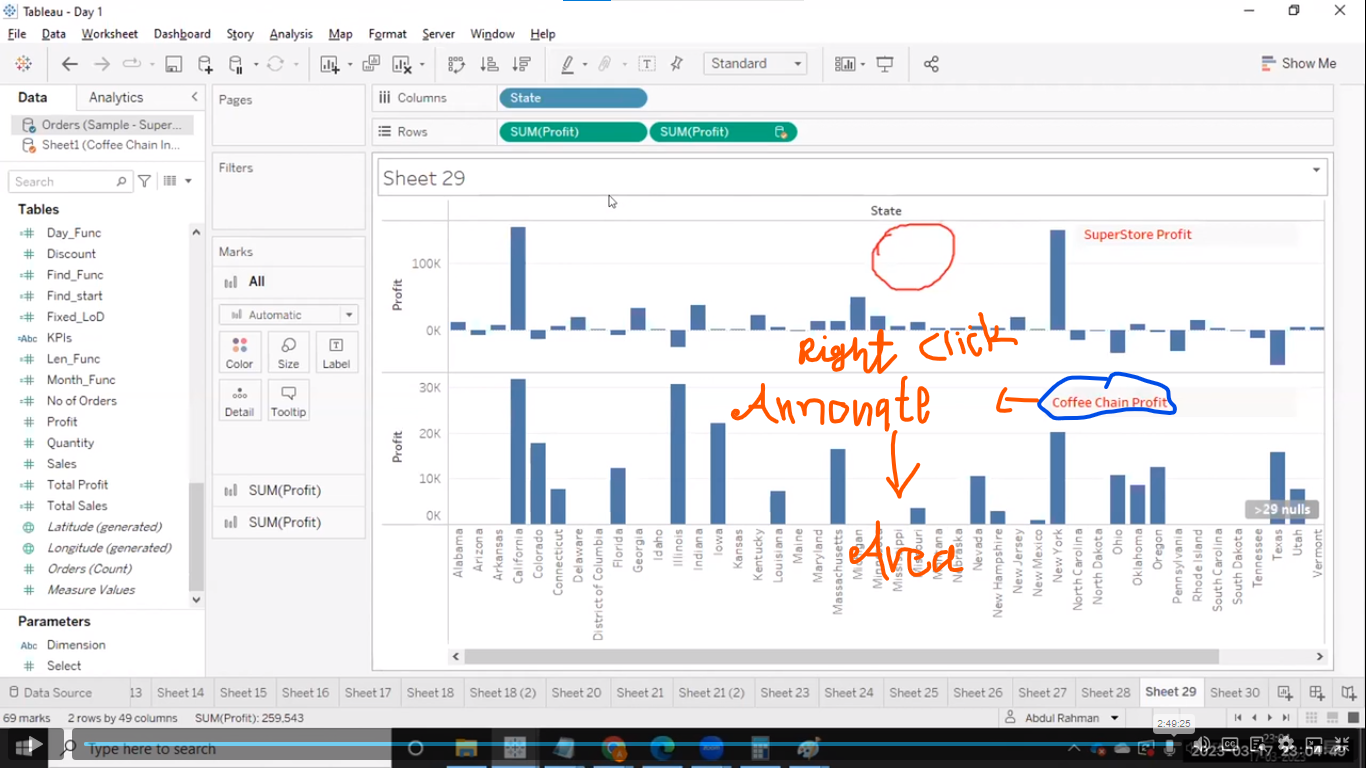 Tableau - Day 1
File Data Worksheet Dashboard Story Analysis Map Format Server Window Help
Standard
Show Me
Data Analytics
Orders (Sample - Super...
Sheet1 (Coffee Chain In...
Search
Tables
Day_Func
Discount
Find_Func
Find_start
Fixed_LoD
Abc KPIs
Len_Func
Month_Func
No of Orders
Profit
Quantity
Sales
Total Profit
Total Sales
Latitude (generated)
Longitude (generated)
Orders (Count)
Measure Values
Parameters
Abc Dimension
Select
Pages
Filters
Marks
All
Automatic
Color Size Label
Detail Tooltip
SUM(Profit)
SUM(Profit)
Columns State
Rows SUM(Profit) SUM(Profit)
Sheet 29
State
SuperStore Profit
Profit
100K
0K
Right Click
Annonate
Area
Coffee Chain Profit
Profit
30K
20K
10K
0K
>29 nulls
Alabama
Arizona
Arkansas
California
Colorado
Connecticut
Delaware
District of Columbia
Florida
Georgia
Idaho
Illinois
Indiana
Iowa
Kansas
Kentucky
Louisiana
Maine
Maryland
Massachusetts
Michigan
Minnesota
Mississippi
Missouri
Montana
Nebraska
Nevada
New Hampshire
New Jersey
New Mexico
New York
North Carolina
North Dakota
Ohio
Oklahoma
Oregon
Pennsylvania
Rhode Island
South Carolina
South Dakota
Tennessee
Texas
Utah
Vermont
Data Source 13 Sheet 14 Sheet 15 Sheet 16 Sheet 17 Sheet 18 Sheet 18 (2) Sheet 20 Sheet 21 Sheet 21 (2) Sheet 23 Sheet 24 Sheet 25 Sheet 26 Sheet 27 Sheet 28 Sheet 29 Sheet 30
69 marks 2 rows by 49 columns SUM(Profit): 259,543
Abdul Rahman
2:49:25
Type here to search
2023-03-17 23:04:49